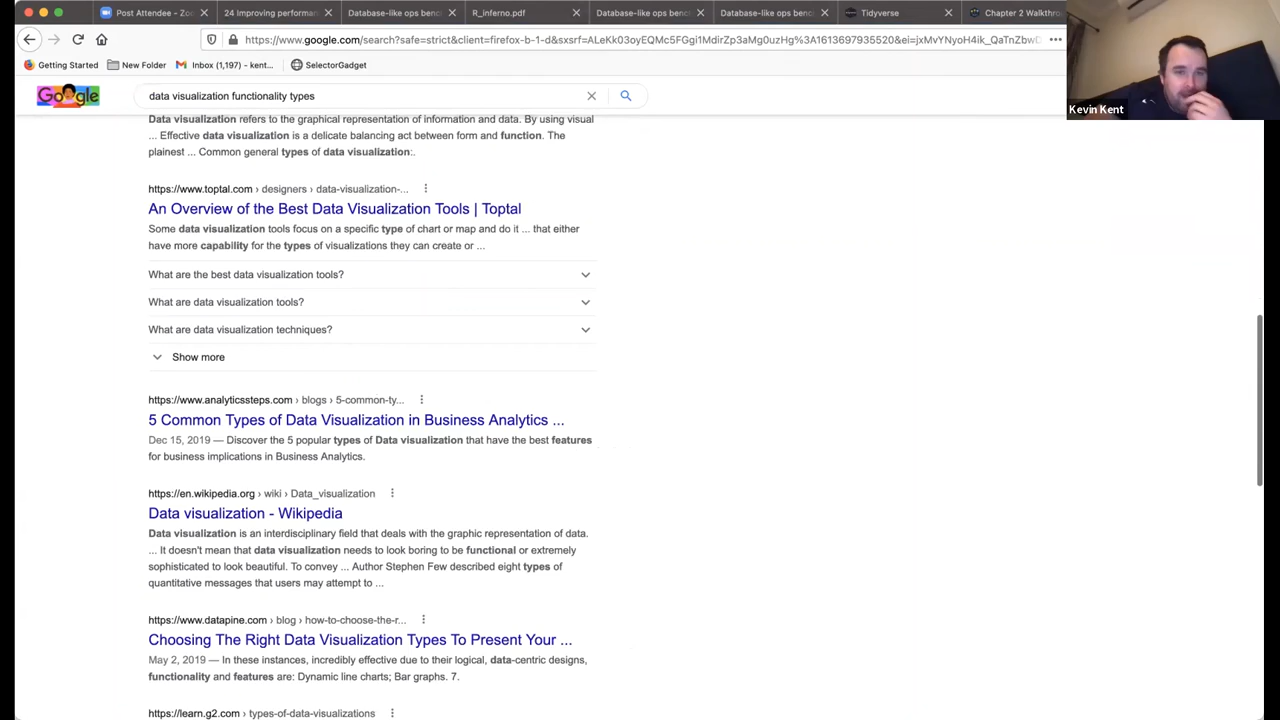 Post Attendee - Zoo
24 Improving performan
Database-like ops benc
R_inferno.pdf
Database-like ops benc
Database-like ops benc
Tidyverse
Chapter 2 Walkthro
https://www.google.com/search?safe=strict&client=firefox-b-1-d&sxsrf=ALeKk03oyEQMc5FGgi1MdirZp3aMg0uzHg%3A1613697935520&ei=jxMvYNyoH4ik_QaTnZbwD
Getting Started
New Folder
Inbox (1,197) - kent...
SelectorGadget
Kevin Kent
Google
data visualization functionality types
Data visualization refers to the graphical representation of information and data. By using visual
... Effective data visualization is a delicate balancing act between form and function. The
plainest ... Common general types of data visualization:.
https://www.toptal.com › designers › data-visualization-...
An Overview of the Best Data Visualization Tools | Toptal
Some data visualization tools focus on a specific type of chart or map and do it ... that either
have more capability for the types of visualizations they can create or ...
What are the best data visualization tools?
What are data visualization tools?
What are data visualization techniques?
Show more
https://www.analyticssteps.com › blogs › 5-common-ty...
5 Common Types of Data Visualization in Business Analytics ...
Dec 15, 2019 — Discover the 5 popular types of Data visualization that have the best features
for business implications in Business Analytics.
https://en.wikipedia.org › wiki › Data_visualization
Data visualization - Wikipedia
Data visualization is an interdisciplinary field that deals with the graphic representation of data.
... It doesn't mean that data visualization needs to look boring to be functional or extremely
sophisticated to look beautiful. To convey ... Author Stephen Few described eight types of
quantitative messages that users may attempt to ...
https://www.datapine.com › blog › how-to-choose-the-r...
Choosing The Right Data Visualization Types To Present Your ...
May 2, 2019 — In these instances, incredibly effective due to their logical, data-centric designs,
functionality and features are: Dynamic line charts; Bar graphs. 7.
https://learn.g2.com › types-of-data-visualizations